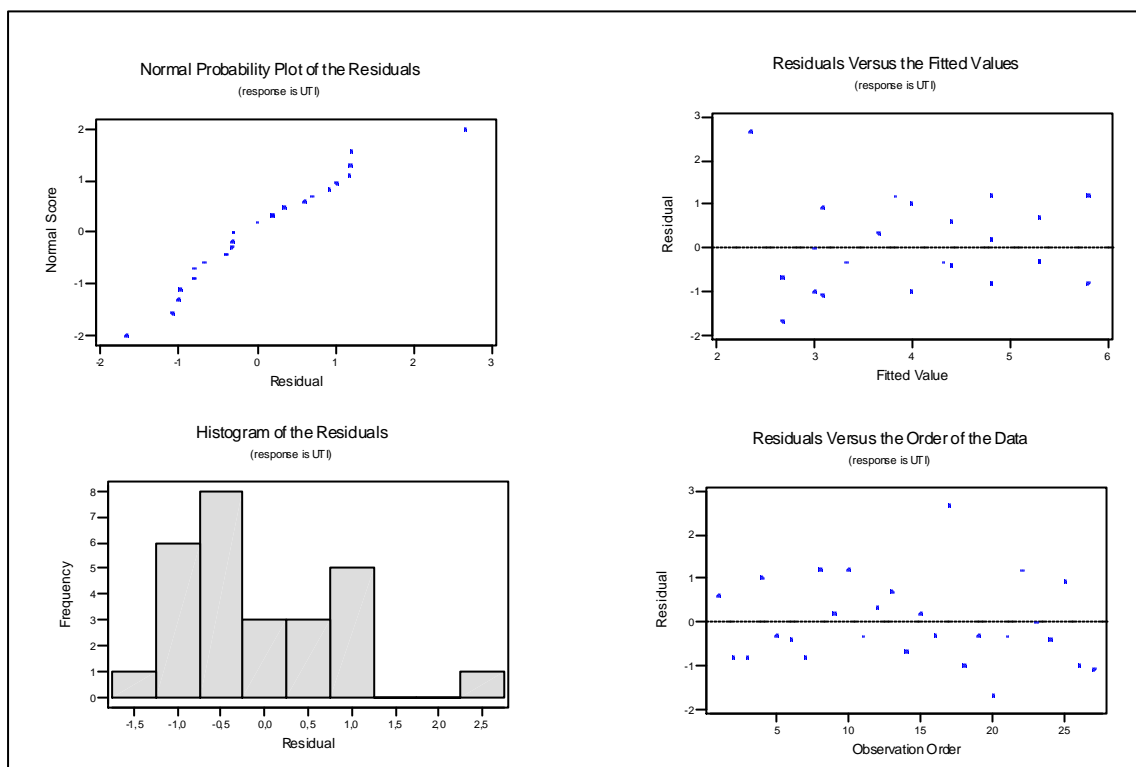 Normal Probability Plot of the Residuals
(response is UTI)
2
1
0
-1
-2
Normal Score
-2 -1 0 1 2 3
Residual
Residuals Versus the Fitted Values
(response is UTI)
3
2
1
0
-1
-2
Residual
2 3 4 5 6
Fitted Value
Histogram of the Residuals
(response is UTI)
8
7
6
5
4
3
2
1
0
Frequency
-1,5 -1,0 -0,5 0,0 0,5 1,0 1,5 2,0 2,5
Residual
Residuals Versus the Order of the Data
(response is UTI)
3
2
1
0
-1
-2
Residual
5 10 15 20 25
Observation Order